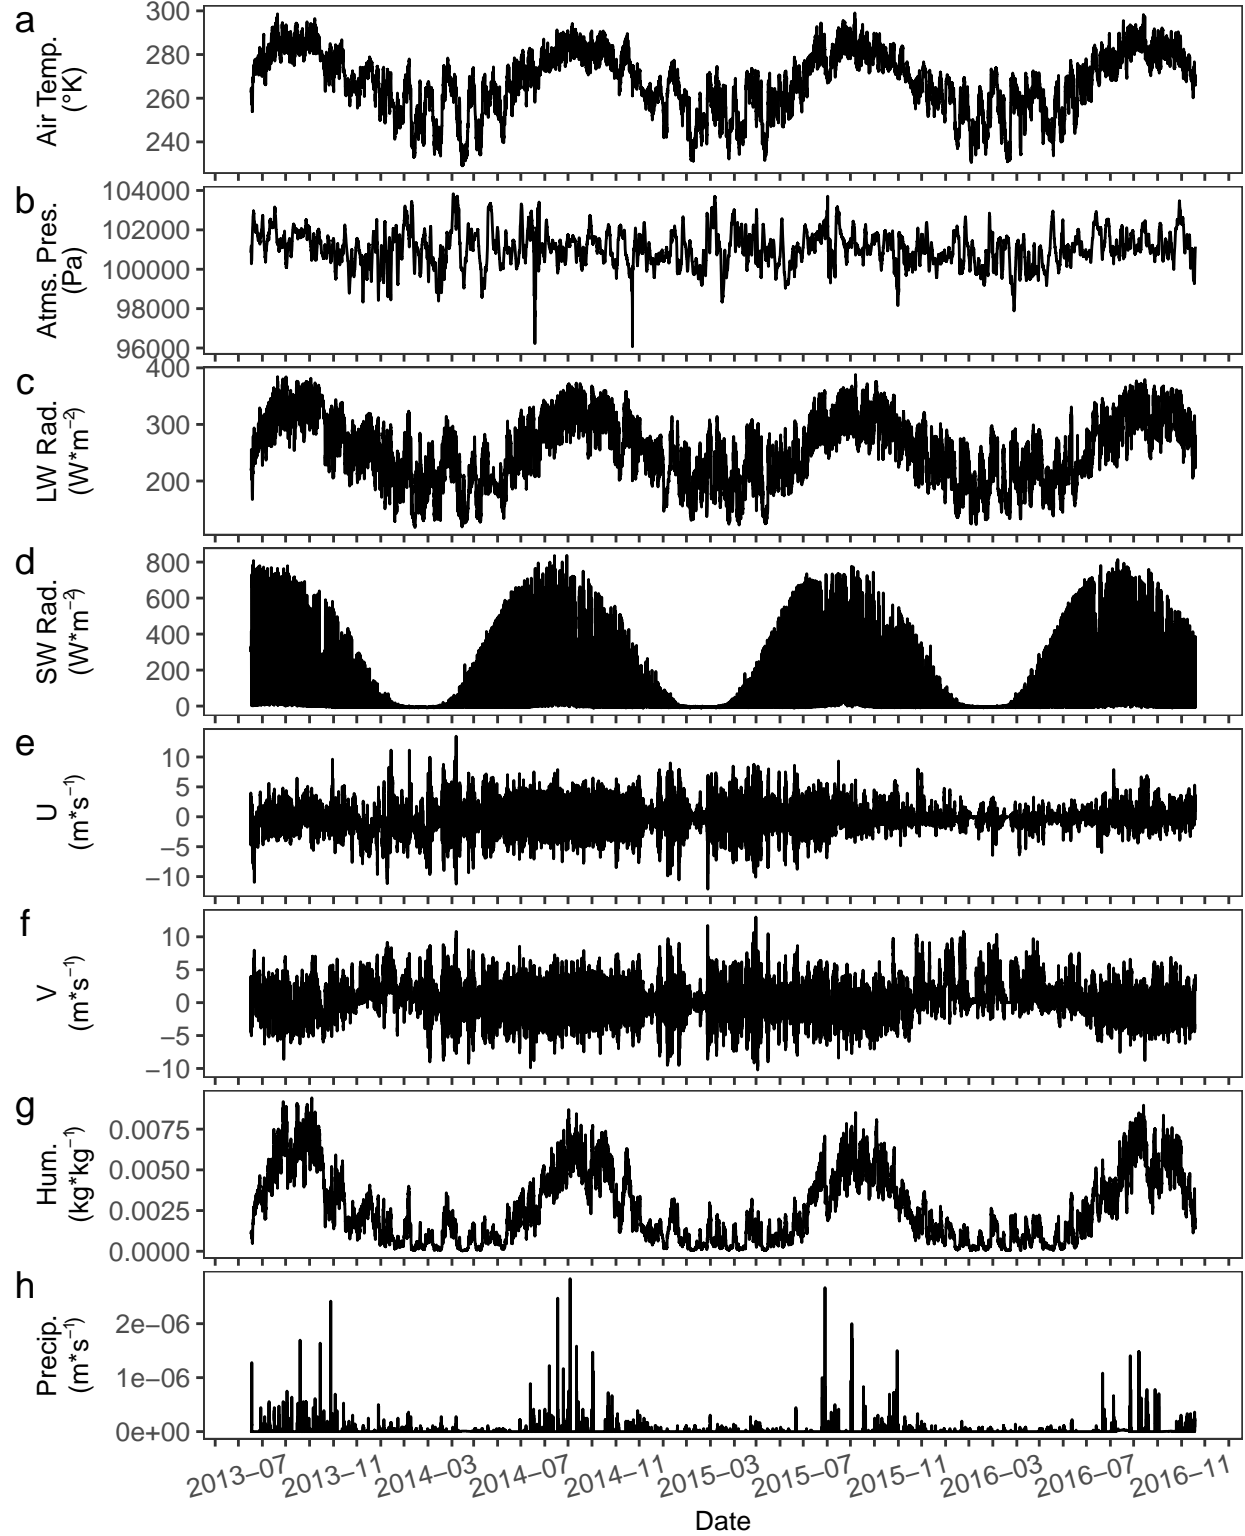 a
Air Temp.
(°K)
300
280
260
240
b
Atms. Pres.
(Pa)
104000
102000
100000
98000
96000
c
LW Rad.
(W*m⁻²)
400
300
200
d
SW Rad.
(W*m⁻²)
800
600
400
200
0
e
U
(m*s⁻¹)
10
5
0
−5
−10
f
V
(m*s⁻¹)
10
5
0
−5
−10
g
Hum.
(kg*kg⁻¹)
0.0075
0.0050
0.0025
0.0000
h
Precip.
(m*s⁻¹)
2e−06
1e−06
0e+00
2013−07 2013−11 2014−03 2014−07 2014−11 2015−03 2015−07 2015−11 2016−03 2016−07 2016−11
Date